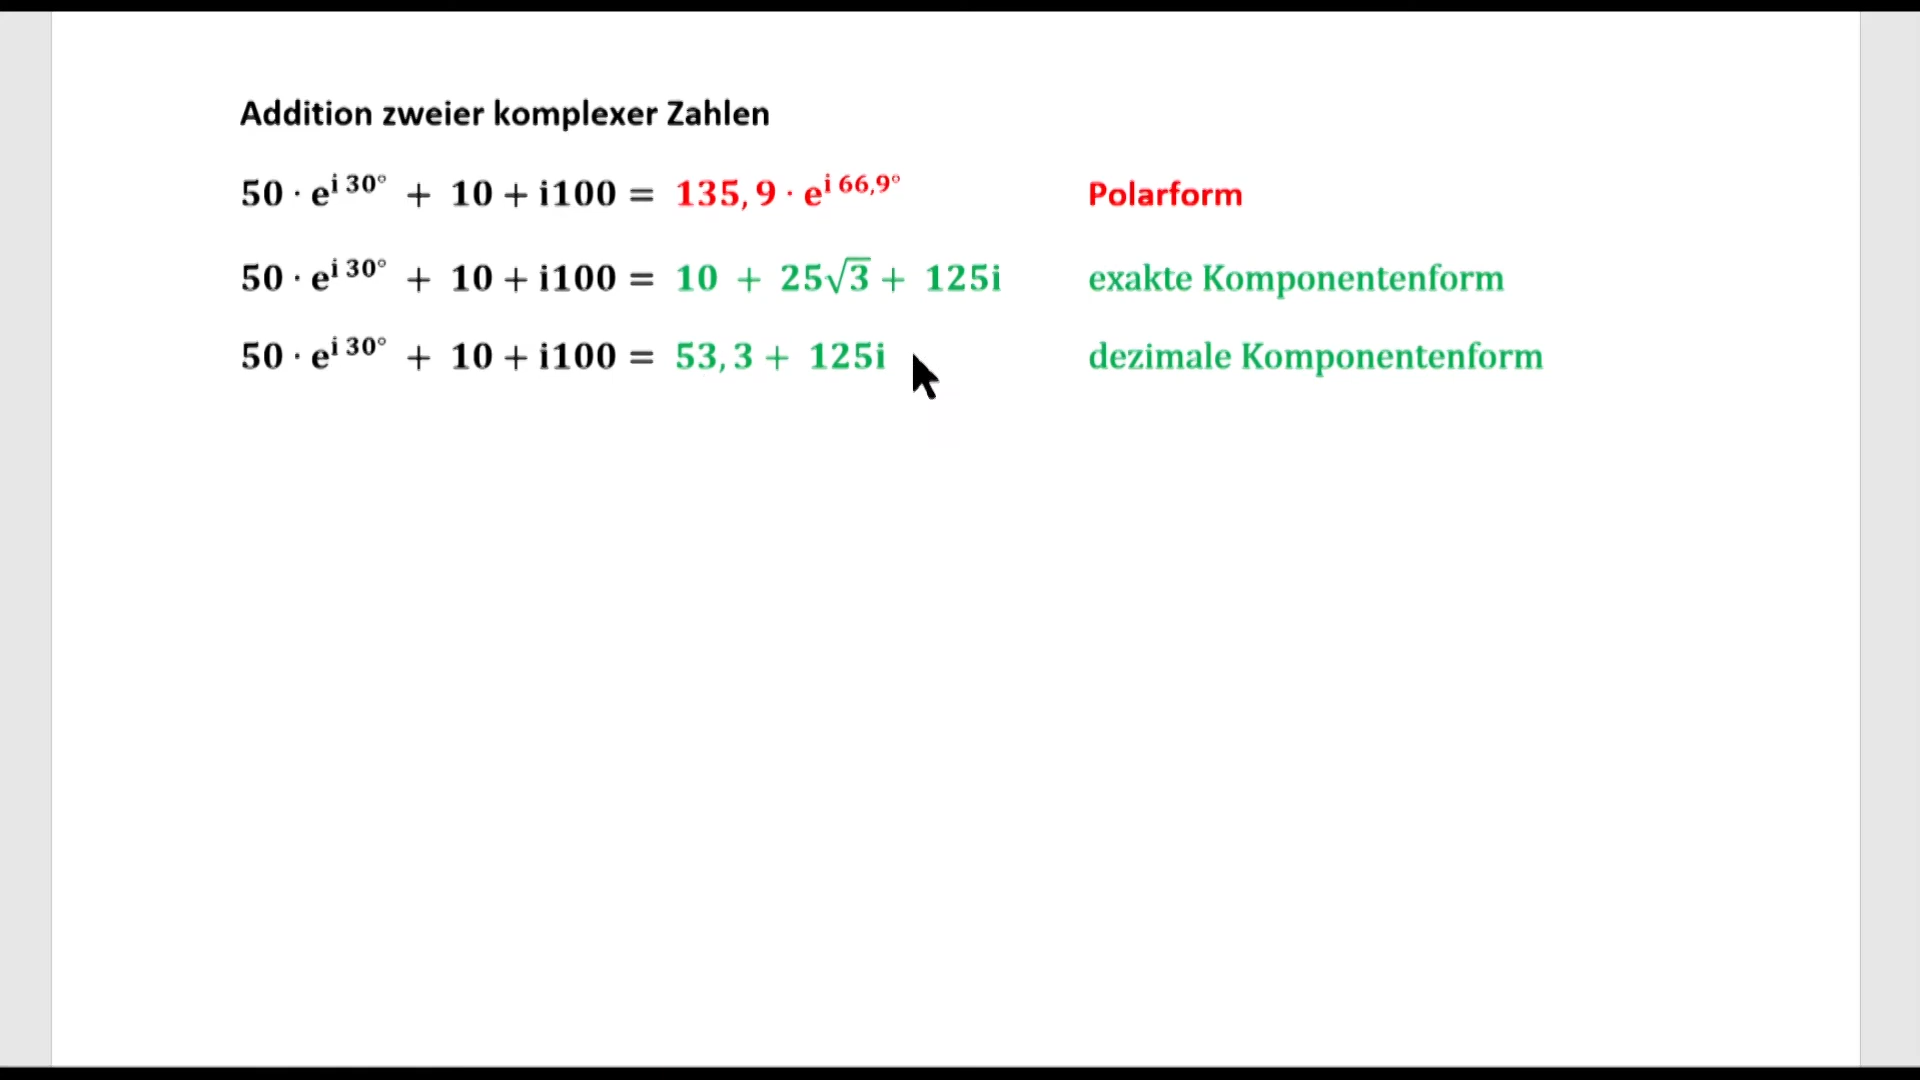 Addition zweier komplexer Zahlen
50 · e^{i 30°} + 10 + i100 = 135,9 · e^{i 66,9°} Polarform
50 · e^{i 30°} + 10 + i100 = 10 + 25√3 + 125i exakte Komponentenform
50 · e^{i 30°} + 10 + i100 = 53,3 + 125i dezimale Komponentenform